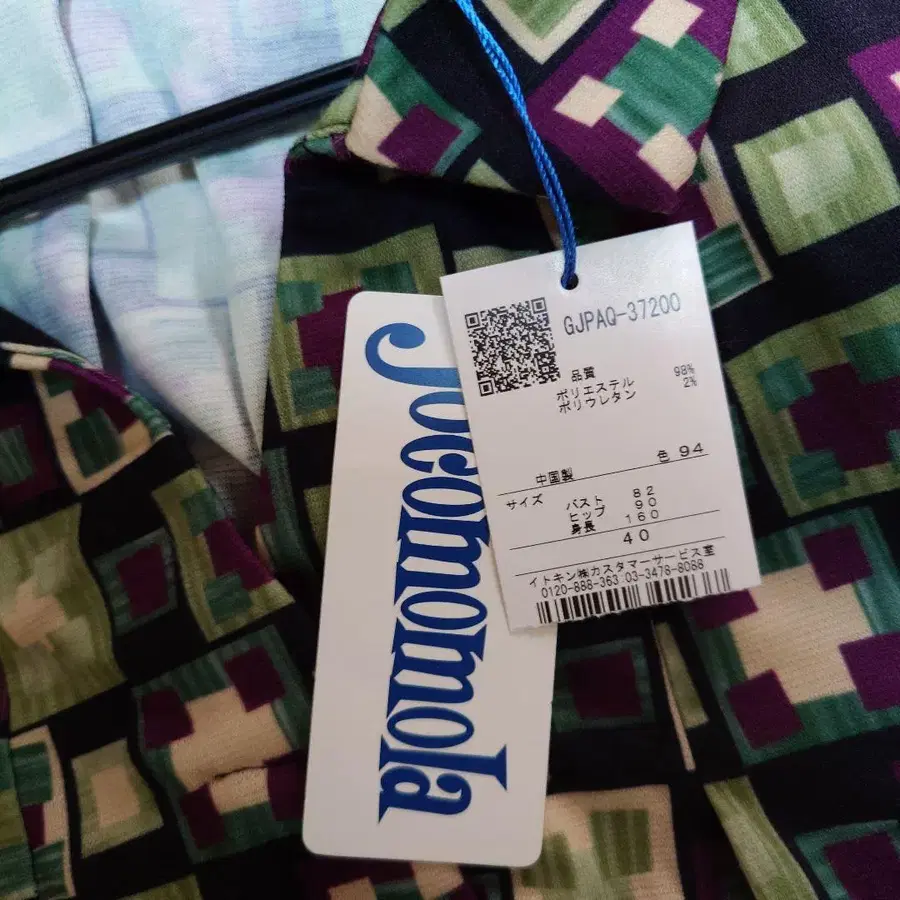 Jocomomola
GJPAQ-37200
品質
ポリエステル 98%
ポリウレタン 2%
色 94
中国製
サイズ バスト 82
ヒップ 90
身長 160
40
イトキン㈱カスタマーサービス室
0120-888-363 03-3478-8088